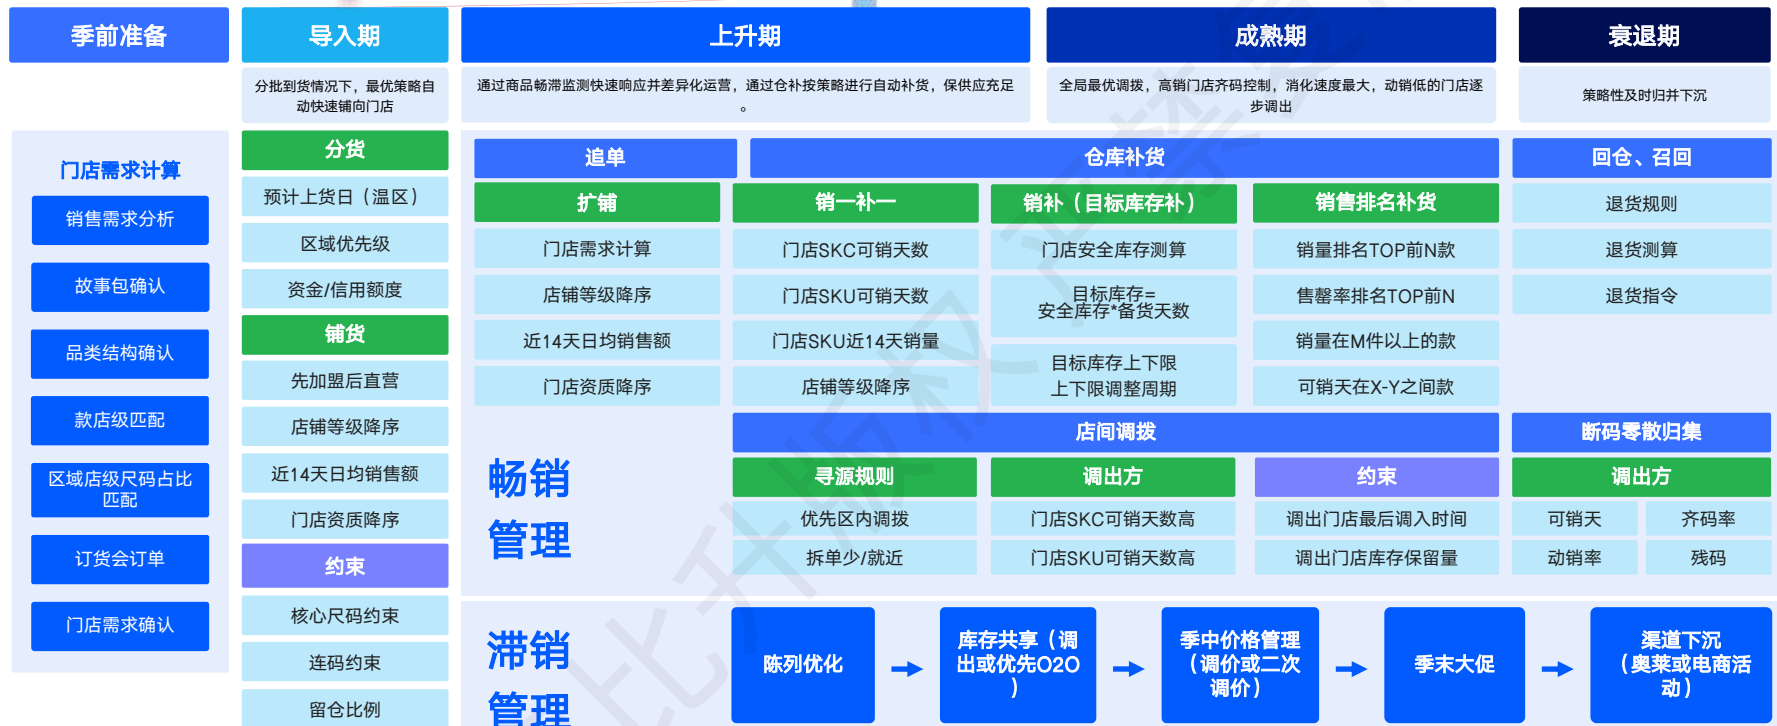 季前准备
导入期
上升期
成熟期
衰退期
分批到货情况下，最优策略自
动快速铺向门店
通过商品畅滞监测快速响应并差异化运营，通过仓补按策略进行自动补货，保供应充足
。
全局最优调拨，高销门店齐码控制，消化速度最大，动销低的门店逐
步调出
策略性及时归并下沉
门店需求计算
销售需求分析
故事包确认
品类结构确认
款店级匹配
区域店级尺码占比
匹配
订货会订单
门店需求确认
分货
预计上货日（温区）
区域优先级
资金/信用额度
铺货
先加盟后直营
店铺等级降序
近14天日均销售额
门店资质降序
约束
核心尺码约束
连码约束
留仓比例
追单
仓库补货
回仓、召回
扩铺
门店需求计算
店铺等级降序
近14天日均销售额
门店资质降序
销一补一
门店SKC可销天数
门店SKU可销天数
门店SKU近14天销量
店铺等级降序
销补（目标库存补）
门店安全库存测算
目标库存=
安全库存*备货天数
目标库存上下限
上下限调整周期
销售排名补货
销量排名TOP前N款
售罄率排名TOP前N
销量在M件以上的款
可销天在X-Y之间款
退货规则
退货测算
退货指令
畅销
管理
店间调拨
断码零散归集
寻源规则
优先区内调拨
拆单少/就近
调出方
门店SKC可销天数高
门店SKU可销天数高
约束
调出门店最后调入时间
调出门店库存保留量
调出方
可销天
齐码率
动销率
残码
滞销
管理
陈列优化
库存共享（调
出或优先O2O
）
季中价格管理
（调价或二次
调价）
季末大促
渠道下沉
（奥莱或电商活
动）